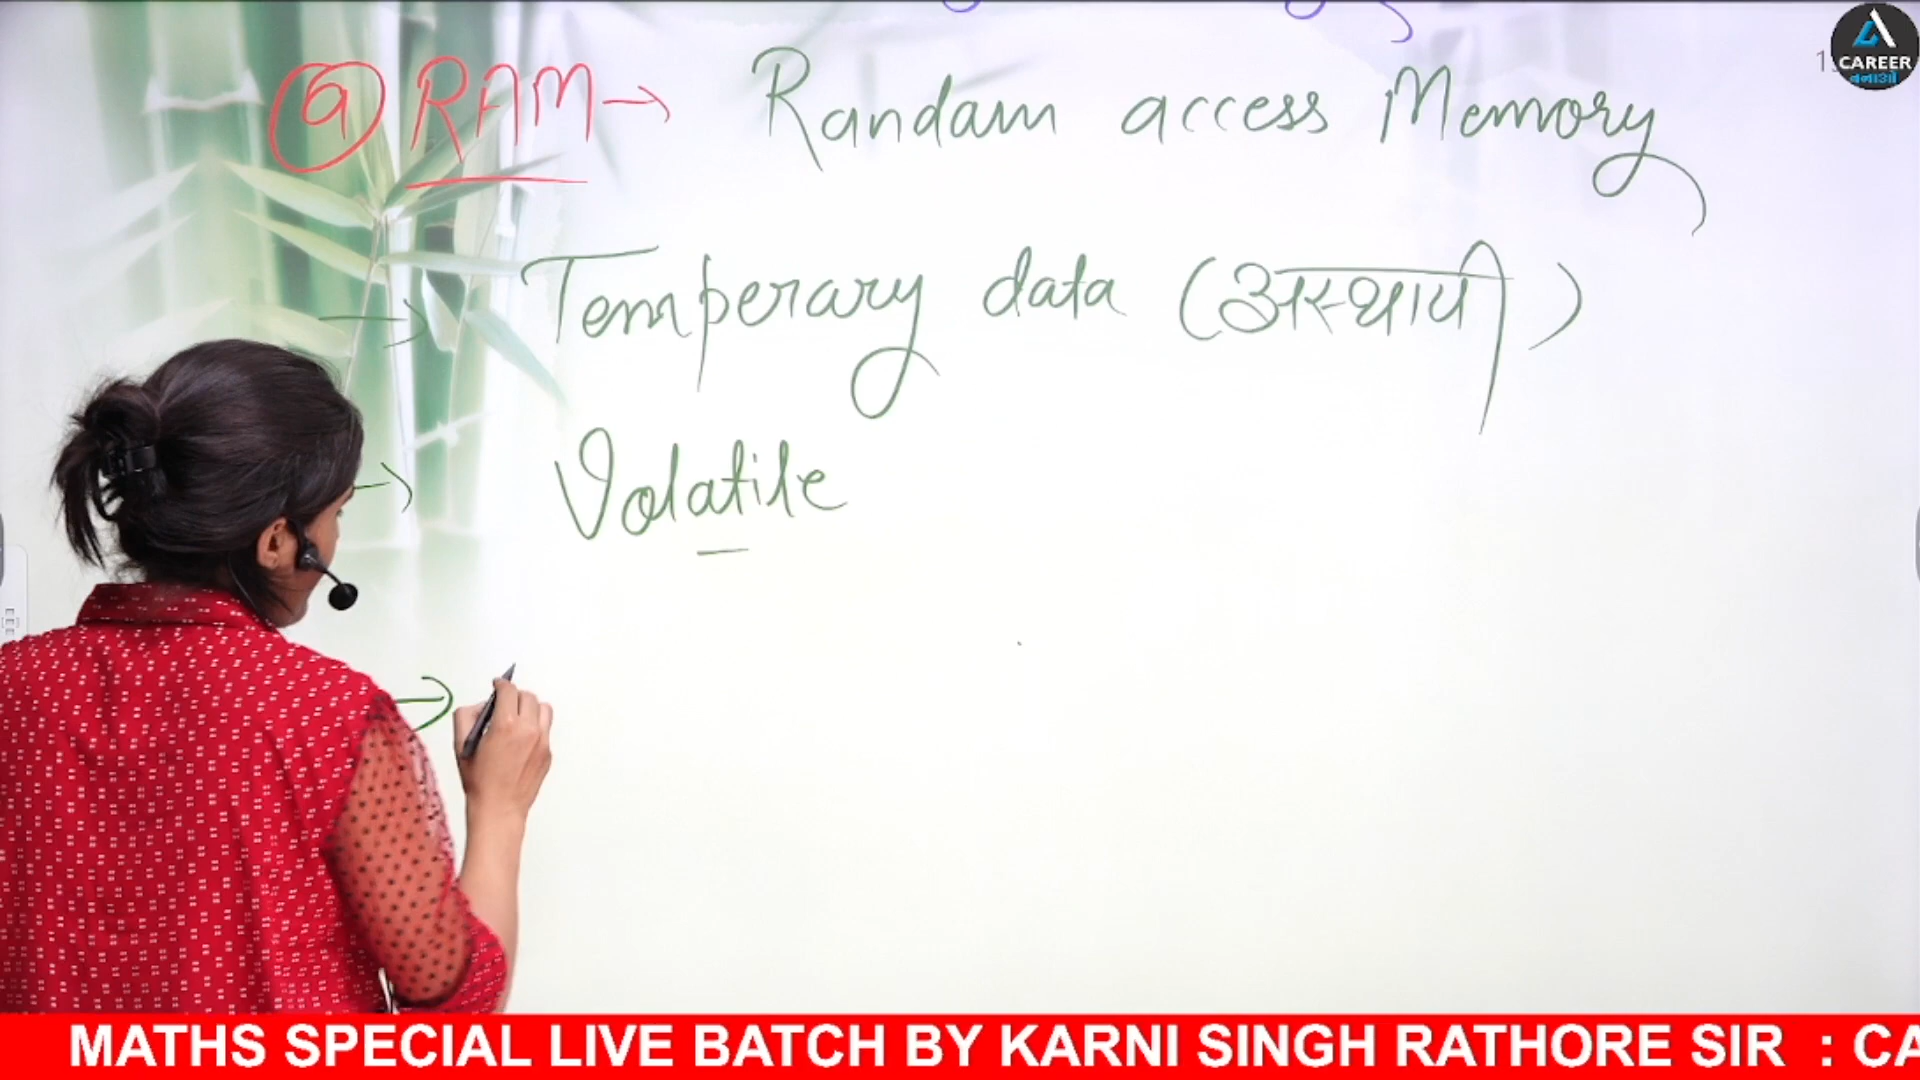 @ RAM → Randam access Memory
CAREER
बनाओ
→ Temperary data (अस्थायी)
→ Volatile
→
MATHS SPECIAL LIVE BATCH BY KARNI SINGH RATHORE SIR : CA